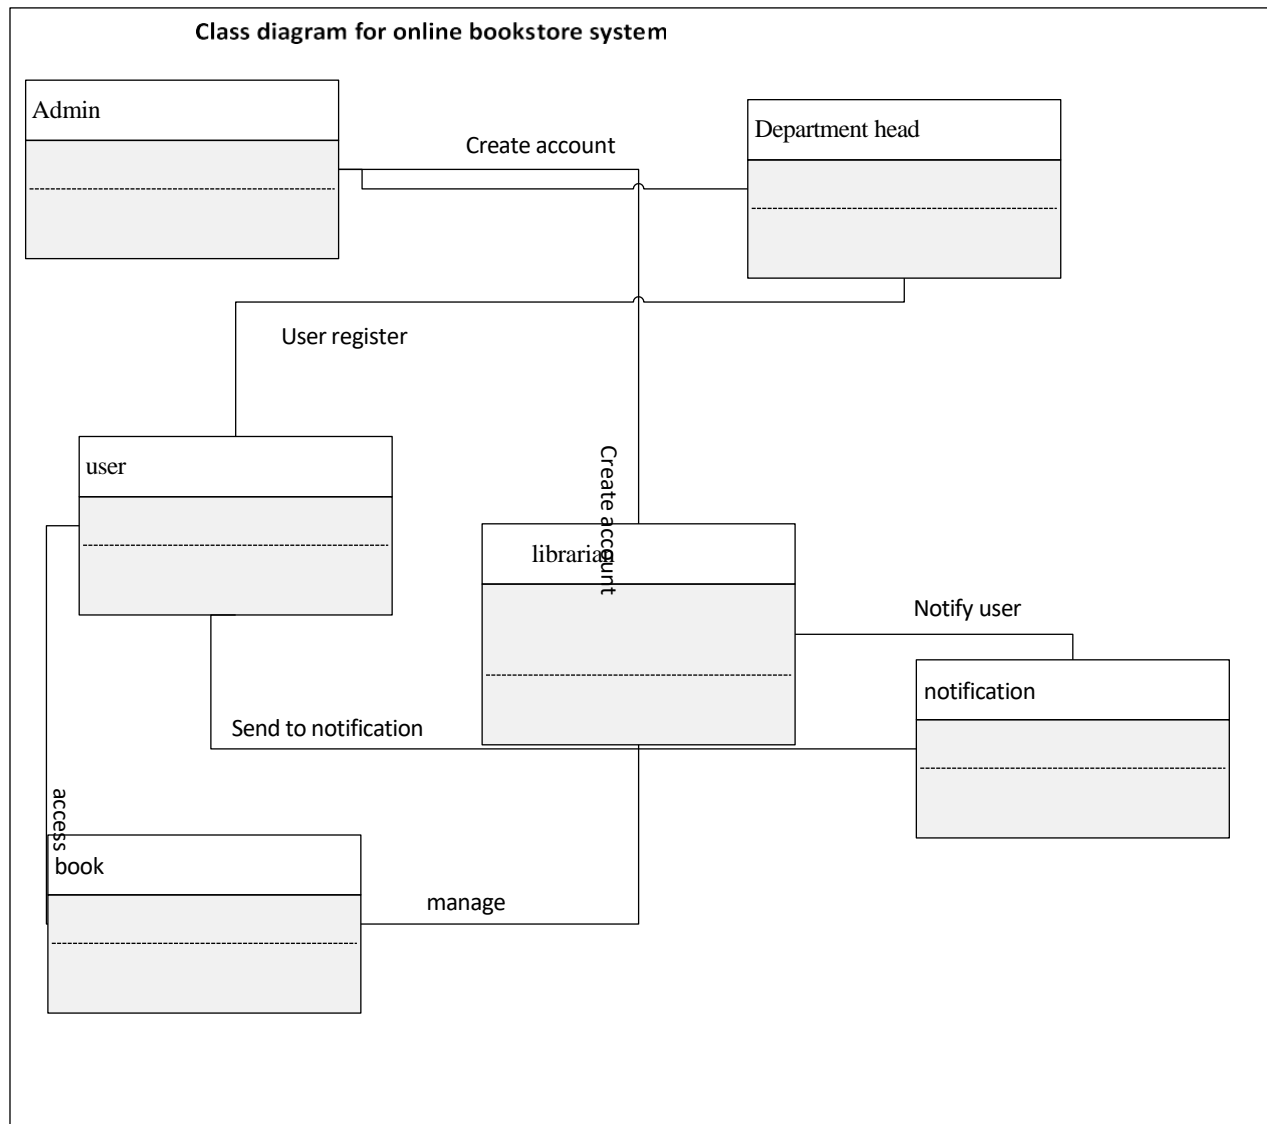 Class diagram for online bookstore system
Admin
Department head
Create account
User register
user
Create account
librarian
Notify user
notification
Send to notification
access
book
manage